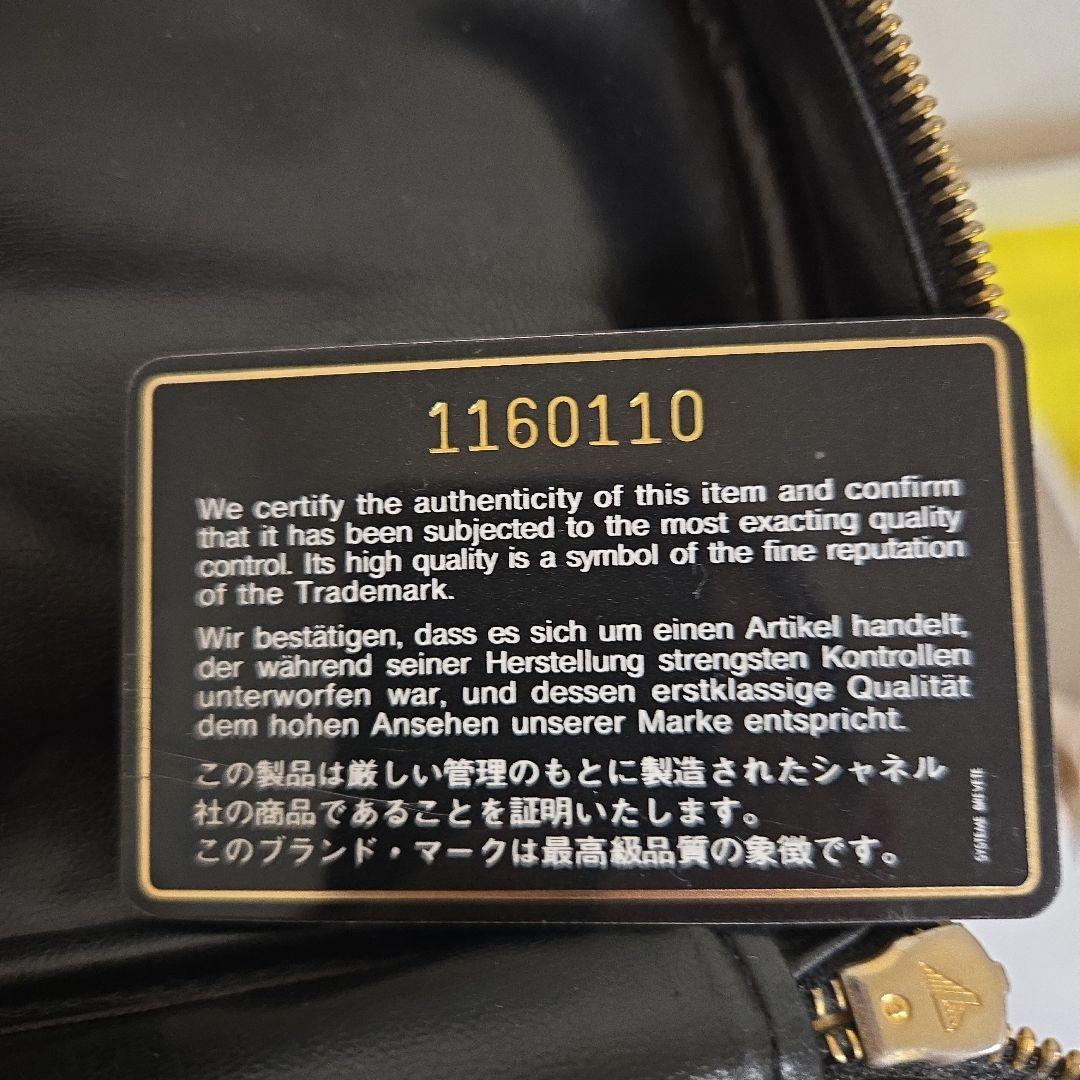 1160110
We certify the authenticity of this item and confirm
that it has been subjected to the most exacting quality
control. Its high quality is a symbol of the fine reputation
of the Trademark.
Wir bestätigen, dass es sich um einen Artikel handelt,
der während seiner Herstellung strengsten Kontrollen
unterworfen war, und dessen erstklassige Qualität
dem hohen Ansehen unserer Marke entspricht.
この製品は厳しい管理のもとに製造されたシャネル
社の商品であることを証明いたします。
このブランド・マークは最高級品質の象徴です。
SYSTEME BREVETE